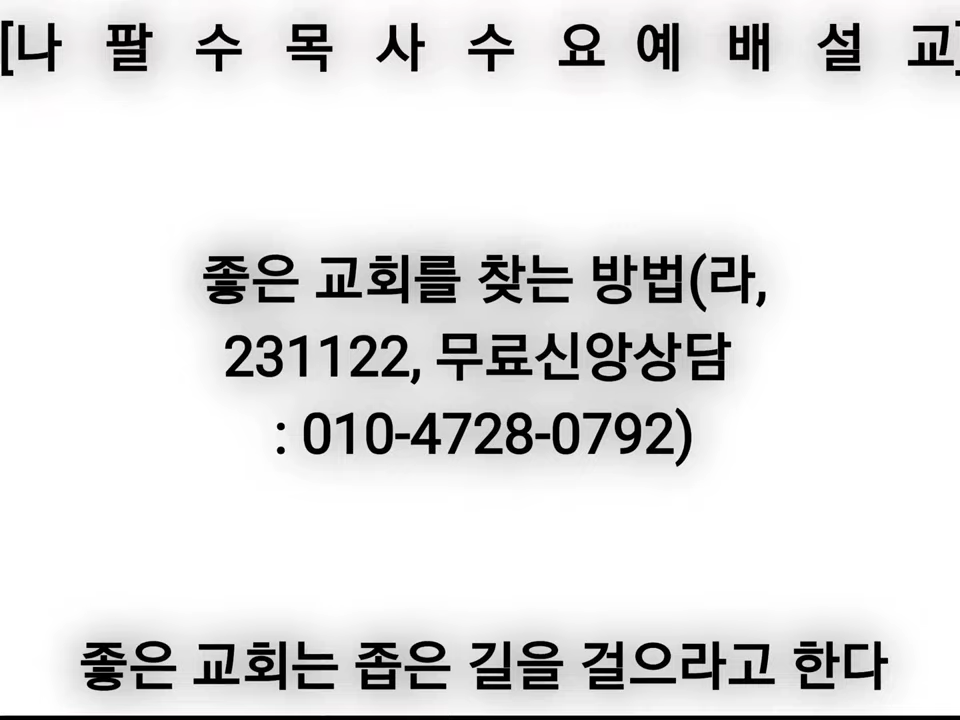 [나 팔 수 목 사 수 요 예 배 설 교]
좋은 교회를 찾는 방법(라,
231122, 무료신앙상담
: 010-4728-0792)
좋은 교회는 좁은 길을 걸으라고 한다